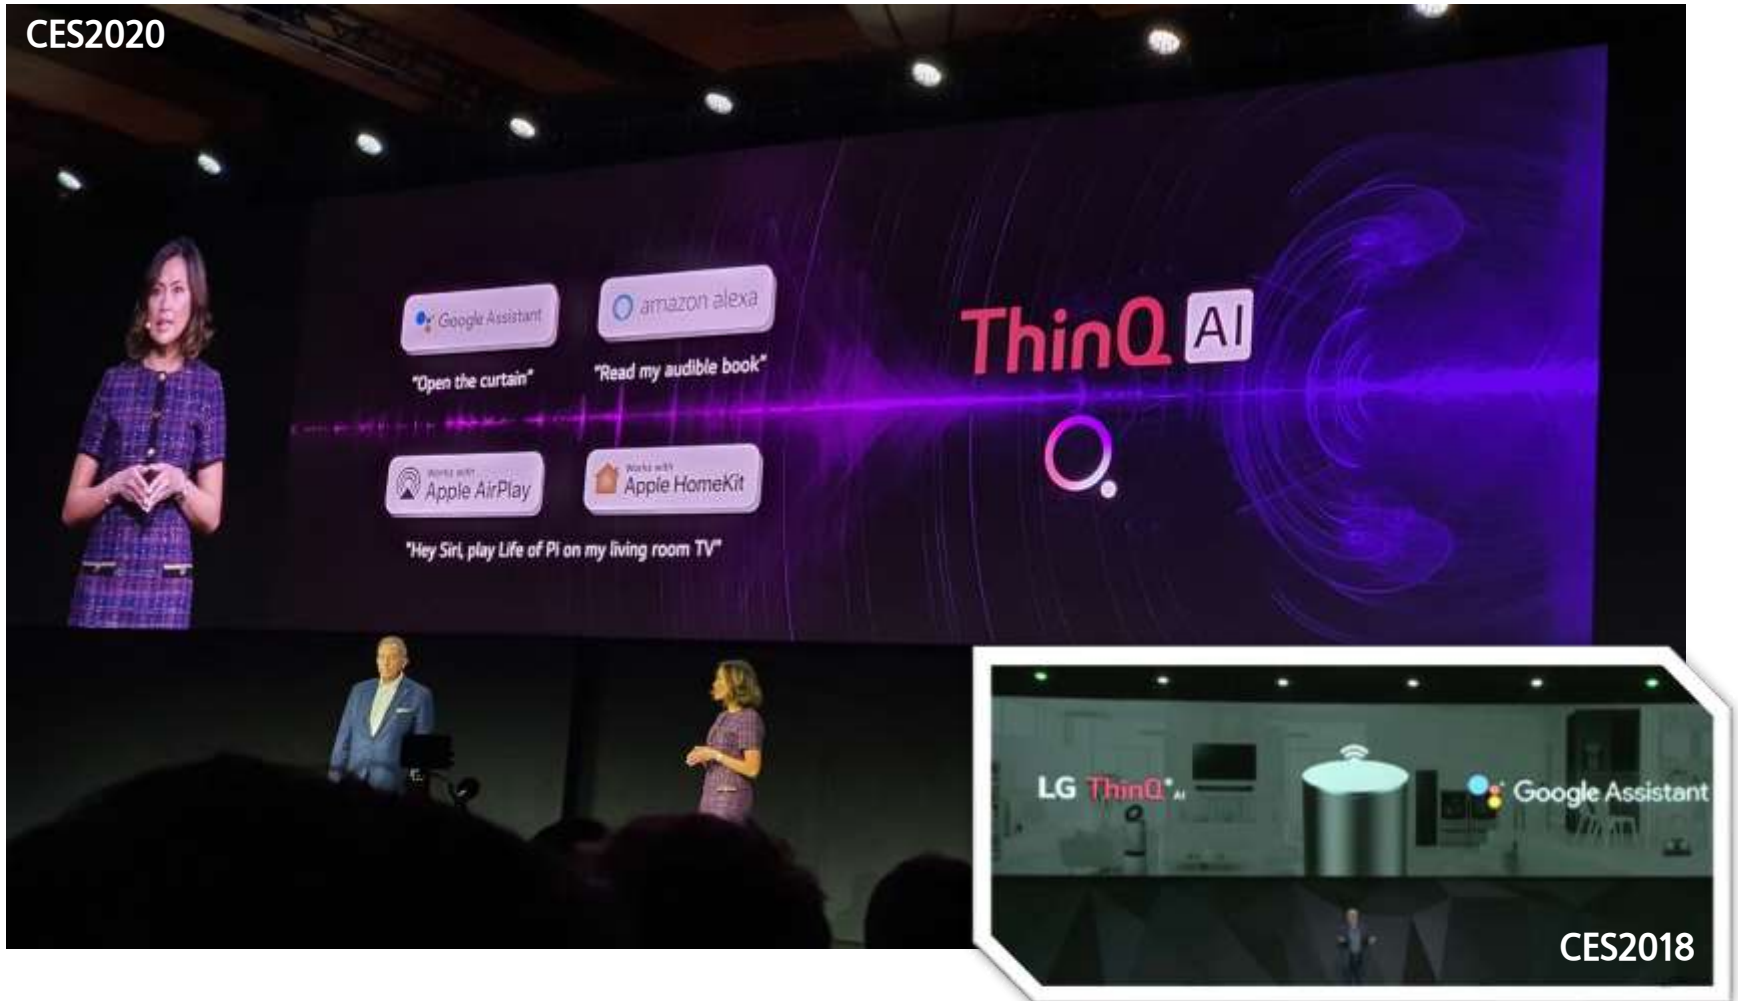 CES2020
Google Assistant
amazon alexa
"Open the curtain"
"Read my audible book"
ThinQ AI
Works with
Apple AirPlay
Works with
Apple HomeKit
"Hey Siri, play Life of Pi on my living room TV"
LG ThinQ AI
Google Assistant
CES2018